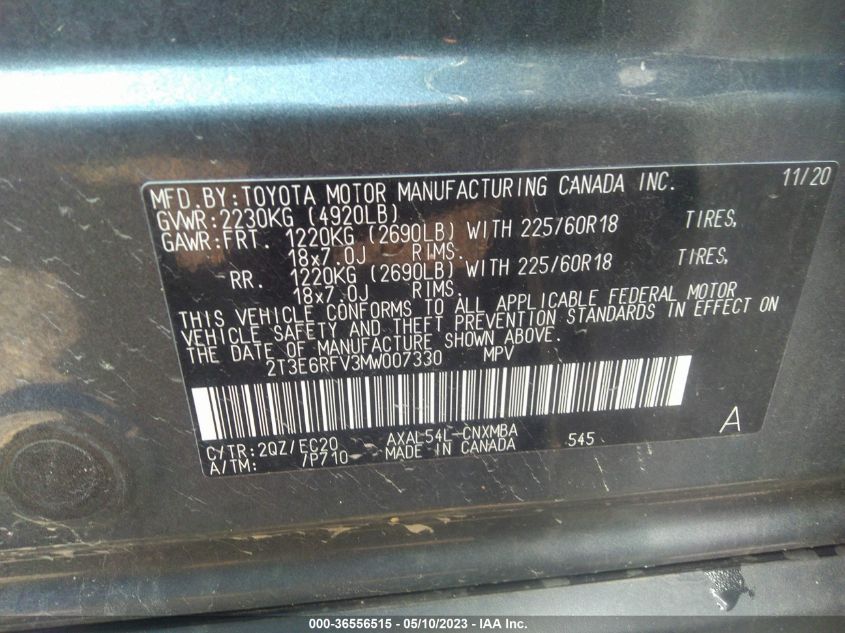 MFD.BY:TOYOTA MOTOR MANUFACTURING CANADA INC. 11/20
GVWR:2230KG (4920LB)
GAWR:FRT. 1220KG (2690LB) WITH 225/60R18 TIRES,
18x7.0J RIMS.
RR. 1220KG (2690LB) WITH 225/60R18 TIRES,
18x7.0J RIMS.
THIS VEHICLE CONFORMS TO ALL APPLICABLE FEDERAL MOTOR
VEHICLE SAFETY AND THEFT PREVENTION STANDARDS IN EFFECT ON
THE DATE OF MANUFACTURE SHOWN ABOVE.
2T3E6RFV3MW007330 MPV
C/TR:2QZ/EC20 AXAL54L-CNXMBA 545 A
A/TM: /P710 MADE IN CANADA
000-36556515 - 05/10/2023 - IAA Inc.